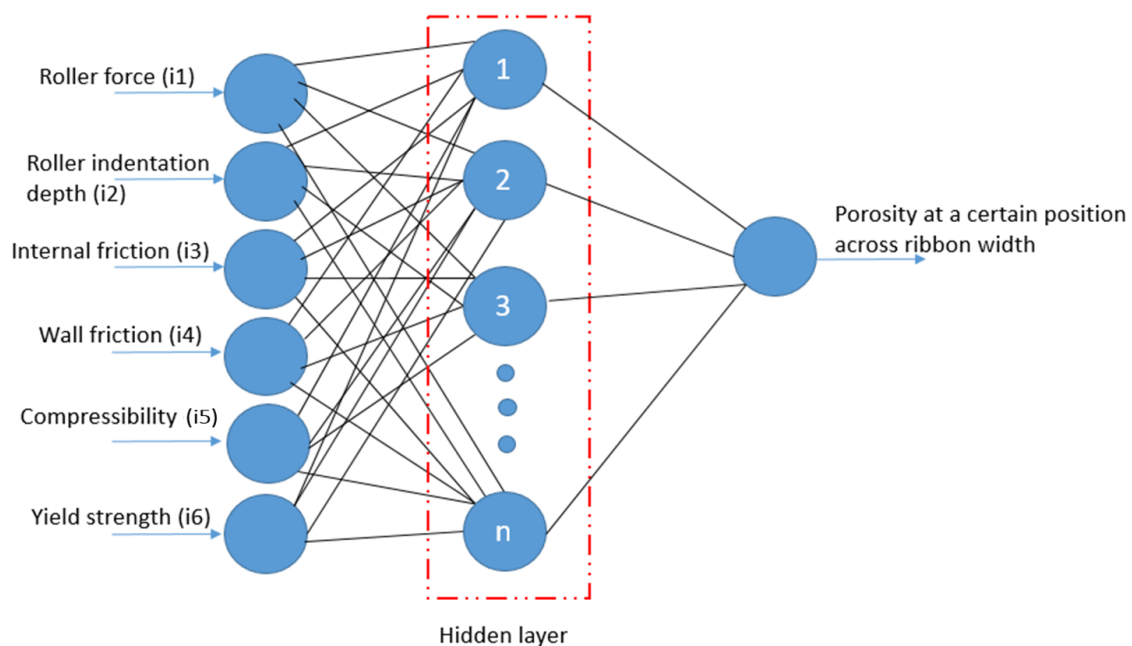 Roller force (i1)
Roller indentation
depth (i2)
Internal friction (i3)
Wall friction (i4)
Compressibility (i5)
Yield strength (i6)
1
2
3
n
Hidden layer
Porosity at a certain position
across ribbon width